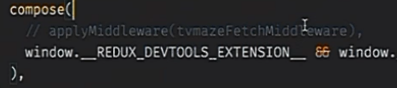 compose(
// applyMiddleware(tvmazeFetchMiddleware),
window.__REDUX_DEVTOOLS_EXTENSION__ && window.
),